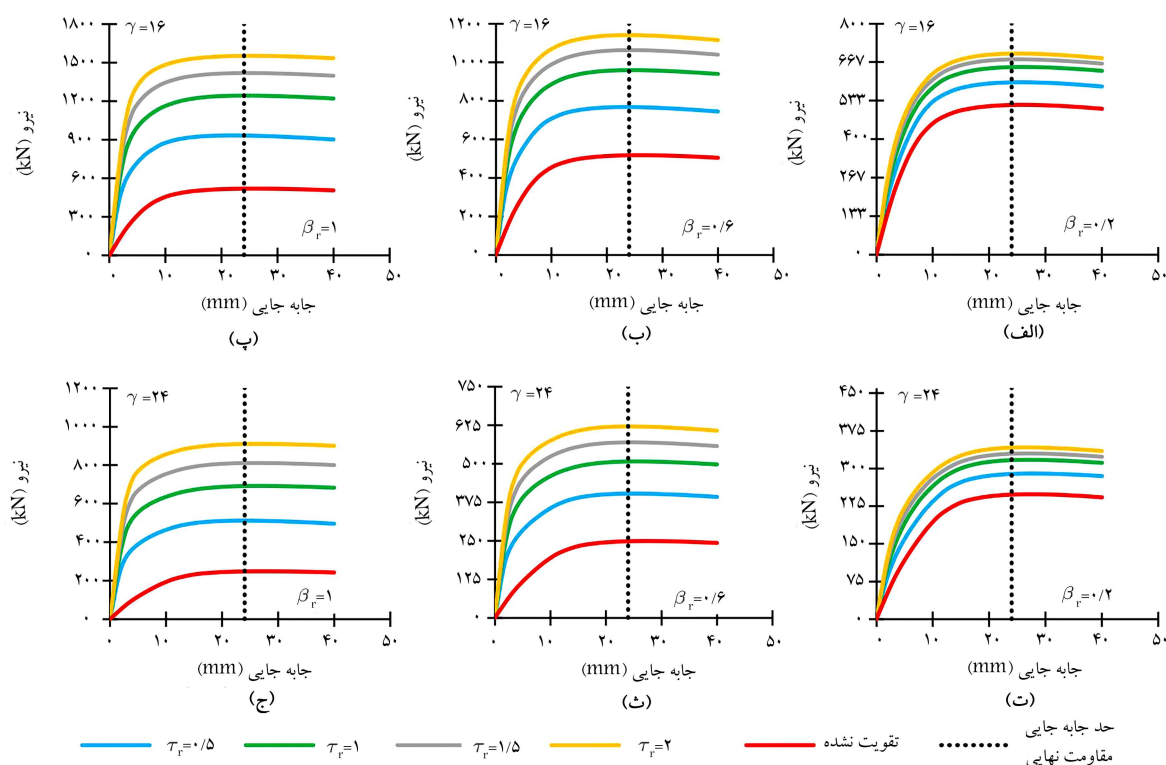 γ =۱۶
۸۰۰
۶۶۷
۵۳۳
۴۰۰
۲۶۷
۱۳۳
۰
نیرو (kN)
β_r=۰/۲
۰ ۱۰ ۲۰ ۳۰ ۴۰ ۵۰
جابه جایی (mm)
(الف)
γ =۱۶
۱۲۰۰
۱۰۰۰
۸۰۰
۶۰۰
۴۰۰
۲۰۰
۰
نیرو (kN)
β_r=۰/۶
۰ ۱۰ ۲۰ ۳۰ ۴۰ ۵۰
جابه جایی (mm)
(ب)
γ =۱۶
۱۸۰۰
۱۵۰۰
۱۲۰۰
۹۰۰
۶۰۰
۳۰۰
۰
نیرو (kN)
β_r=۱
۰ ۱۰ ۲۰ ۳۰ ۴۰ ۵۰
جابه جایی (mm)
(پ)
γ =۲۴
۴۵۰
۳۷۵
۳۰۰
۲۲۵
۱۵۰
۷۵
۰
نیرو (kN)
β_r=۰/۲
۰ ۱۰ ۲۰ ۳۰ ۴۰ ۵۰
جابه جایی (mm)
(ت)
γ =۲۴
۷۵۰
۶۲۵
۵۰۰
۳۷۵
۲۵۰
۱۲۵
۰
نیرو (kN)
β_r=۰/۶
۰ ۱۰ ۲۰ ۳۰ ۴۰ ۵۰
جابه جایی (mm)
(ث)
γ =۲۴
۱۲۰۰
۱۰۰۰
۸۰۰
۶۰۰
۴۰۰
۲۰۰
۰
نیرو (kN)
β_r=۱
۰ ۱۰ ۲۰ ۳۰ ۴۰ ۵۰
جابه جایی (mm)
(ج)
حد جابه جایی
مقاومت نهایی
تقویت نشده
τ_r=۲
τ_r=۱/۵
τ_r=۱
τ_r=۰/۵